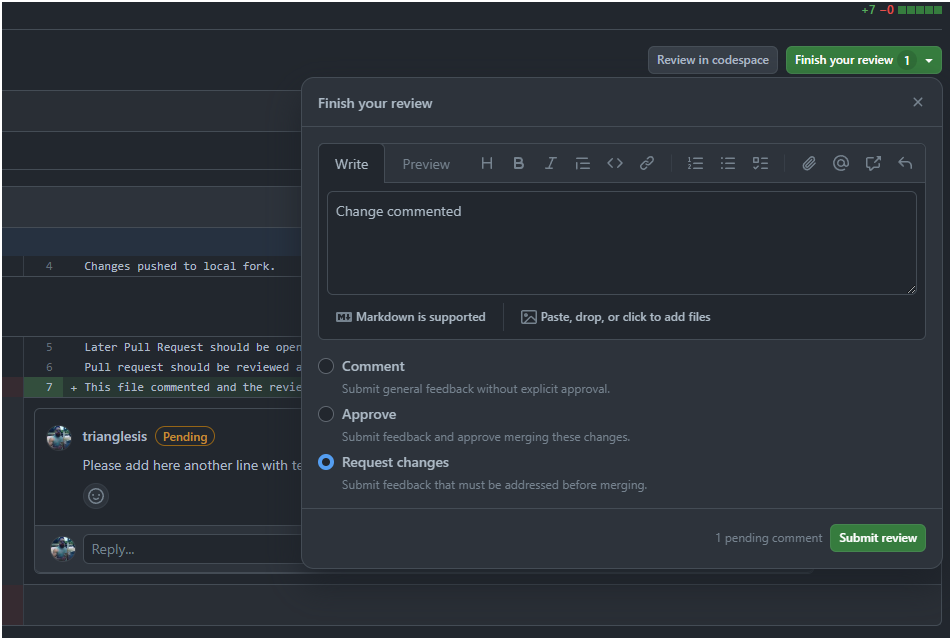 +7 −0
Review in codespace
Finish your review 1
Finish your review
Write
Preview
Change commented
Markdown is supported
Paste, drop, or click to add files
Comment
Submit general feedback without explicit approval.
Approve
Submit feedback and approve merging these changes.
Request changes
Submit feedback that must be addressed before merging.
1 pending comment
Submit review
4 Changes pushed to local fork.
5 Later Pull Request should be open
6 Pull request should be reviewed a
7 + This file commented and the revie
trianglesis Pending
Please add here another line with te
Reply...